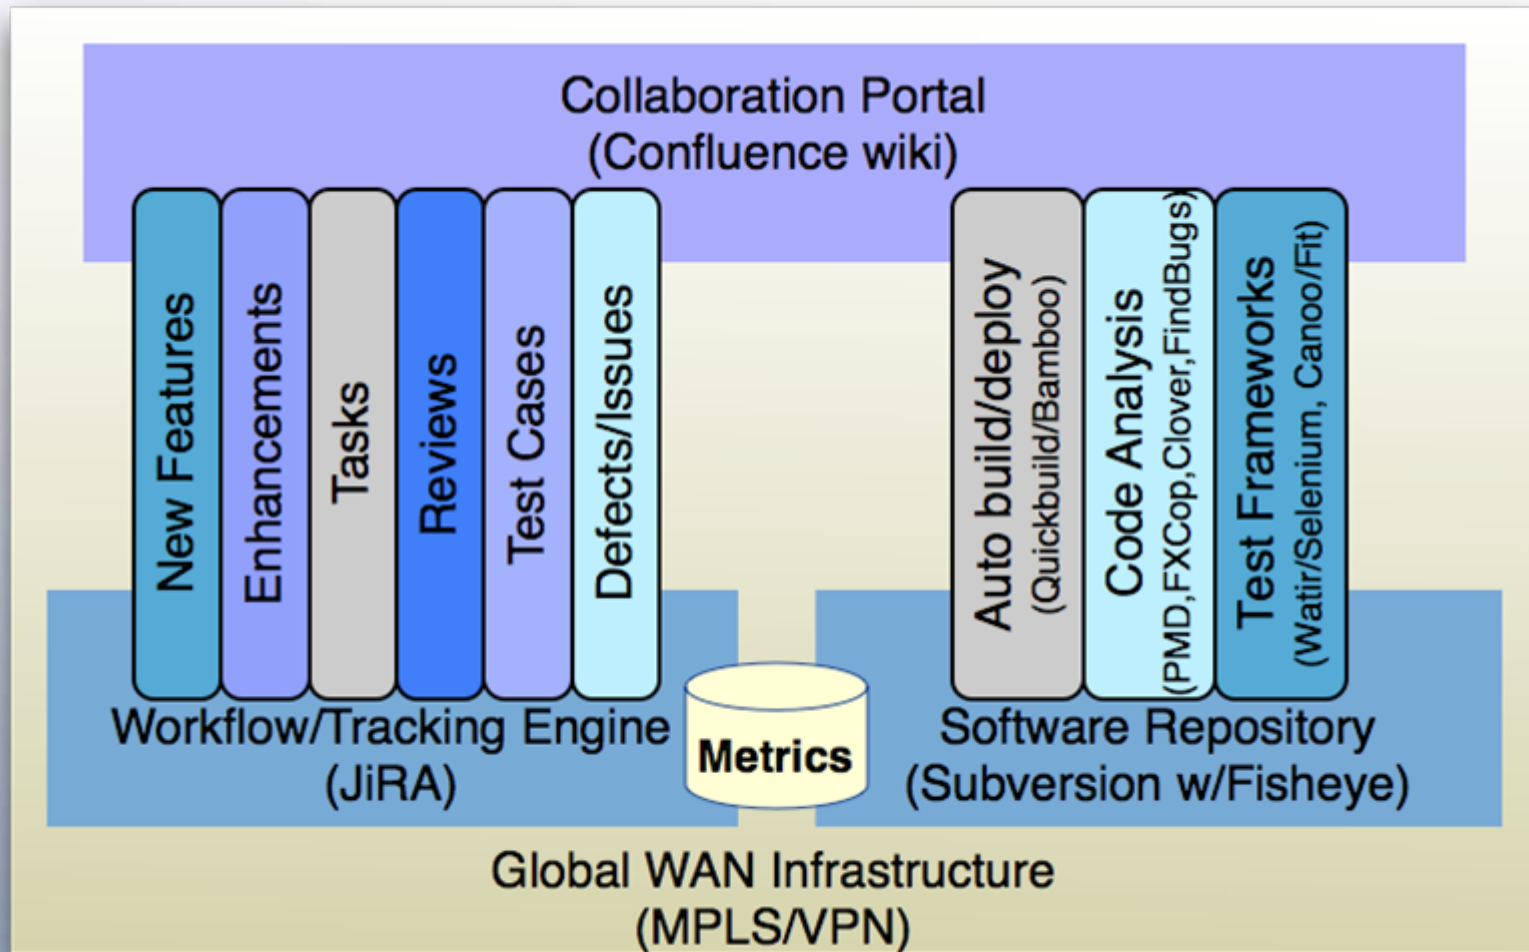 Collaboration Portal
(Confluence wiki)
New Features
Enhancements
Tasks
Reviews
Test Cases
Defects/Issues
Auto build/deploy
(Quickbuild/Bamboo)
Code Analysis
(PMD,FXCop,Clover,FindBugs)
Test Frameworks
(Watir/Selenium, Canoo/Fit)
Workflow/Tracking Engine
(JiRA)
Metrics
Software Repository
(Subversion w/Fisheye)
Global WAN Infrastructure
(MPLS/VPN)